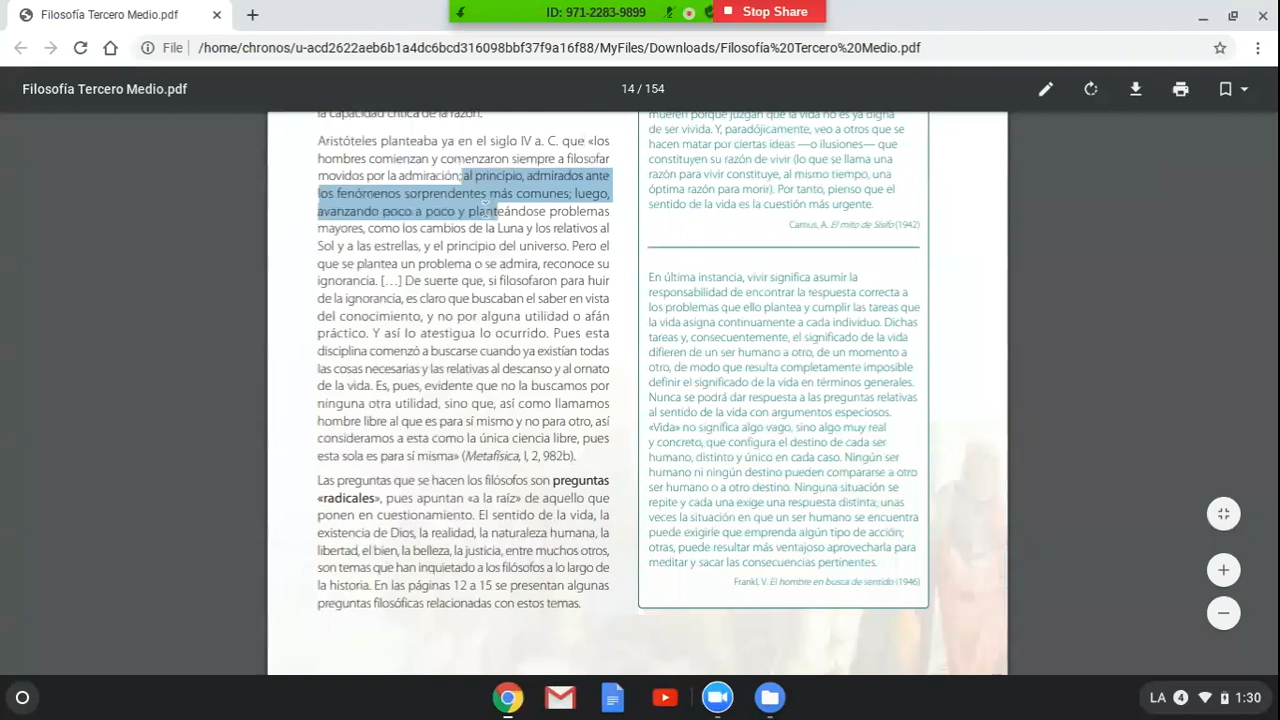 Filosofía Tercero Medio.pdf
ID: 971-2283-9899
Stop Share
File
/home/chronos/u-acd2622aeb6b1a4dc6bcd316098bbf37f9a16f88/MyFiles/Downloads/Filosofía%20Tercero%20Medio.pdf
Filosofía Tercero Medio.pdf
14 / 154
la capacidad crítica de la razón.
Aristóteles planteaba ya en el siglo IV a. C. que «los
hombres comienzan y comenzaron siempre a filosofar
movidos por la admiración; al principio, admirados ante
los fenómenos sorprendentes más comunes; luego,
avanzando poco a poco y planteándose problemas
mayores, como los cambios de la Luna y los relativos al
Sol y a las estrellas, y el principio del universo. Pero el
que se plantea un problema o se admira, reconoce su
ignorancia. […] De suerte que, si filosofaron para huir
de la ignorancia, es claro que buscaban el saber en vista
del conocimiento, y no por alguna utilidad o afán
práctico. Y así lo atestigua lo ocurrido. Pues esta
disciplina comenzó a buscarse cuando ya existían todas
las cosas necesarias y las relativas al descanso y al ornato
de la vida. Es, pues, evidente que no la buscamos por
ninguna otra utilidad, sino que, así como llamamos
hombre libre al que es para sí mismo y no para otro, así
consideramos a esta como la única ciencia libre, pues
esta sola es para sí misma» (Metafísica, I, 2, 982b).
Las preguntas que se hacen los filósofos son preguntas
«radicales», pues apuntan «a la raíz» de aquello que
ponen en cuestionamiento. El sentido de la vida, la
existencia de Dios, la realidad, la naturaleza humana, la
libertad, el bien, la belleza, la justicia, entre muchos otros,
son temas que han inquietado a los filósofos a lo largo de
la historia. En las páginas 12 a 15 se presentan algunas
preguntas filosóficas relacionadas con estos temas.
mueren porque juzgan que la vida no es ya digna
de ser vivida. Y, paradójicamente, veo a otros que se
hacen matar por ciertas ideas —o ilusiones— que
constituyen su razón de vivir (lo que se llama una
razón para vivir constituye, al mismo tiempo, una
óptima razón para morir). Por tanto, pienso que el
sentido de la vida es la cuestión más urgente.
Camus, A. El mito de Sísifo (1942)
En última instancia, vivir significa asumir la
responsabilidad de encontrar la respuesta correcta a
los problemas que ello plantea y cumplir las tareas que
la vida asigna continuamente a cada individuo. Dichas
tareas y, consecuentemente, el significado de la vida
difieren de un ser humano a otro, de un momento a
otro, de modo que resulta completamente imposible
definir el significado de la vida en términos generales.
Nunca se podrá dar respuesta a las preguntas relativas
al sentido de la vida con argumentos especiosos.
«Vida» no significa algo vago, sino algo muy real
y concreto, que configura el destino de cada ser
humano, distinto y único en cada caso. Ningún ser
humano ni ningún destino pueden compararse a otro
ser humano o a otro destino. Ninguna situación se
repite y cada una exige una respuesta distinta; unas
veces la situación en que un ser humano se encuentra
puede exigirle que emprenda algún tipo de acción;
otras, puede resultar más ventajoso aprovecharla para
meditar y sacar las consecuencias pertinentes.
Frankl, V. El hombre en busca de sentido (1946)
LA 4 1:30